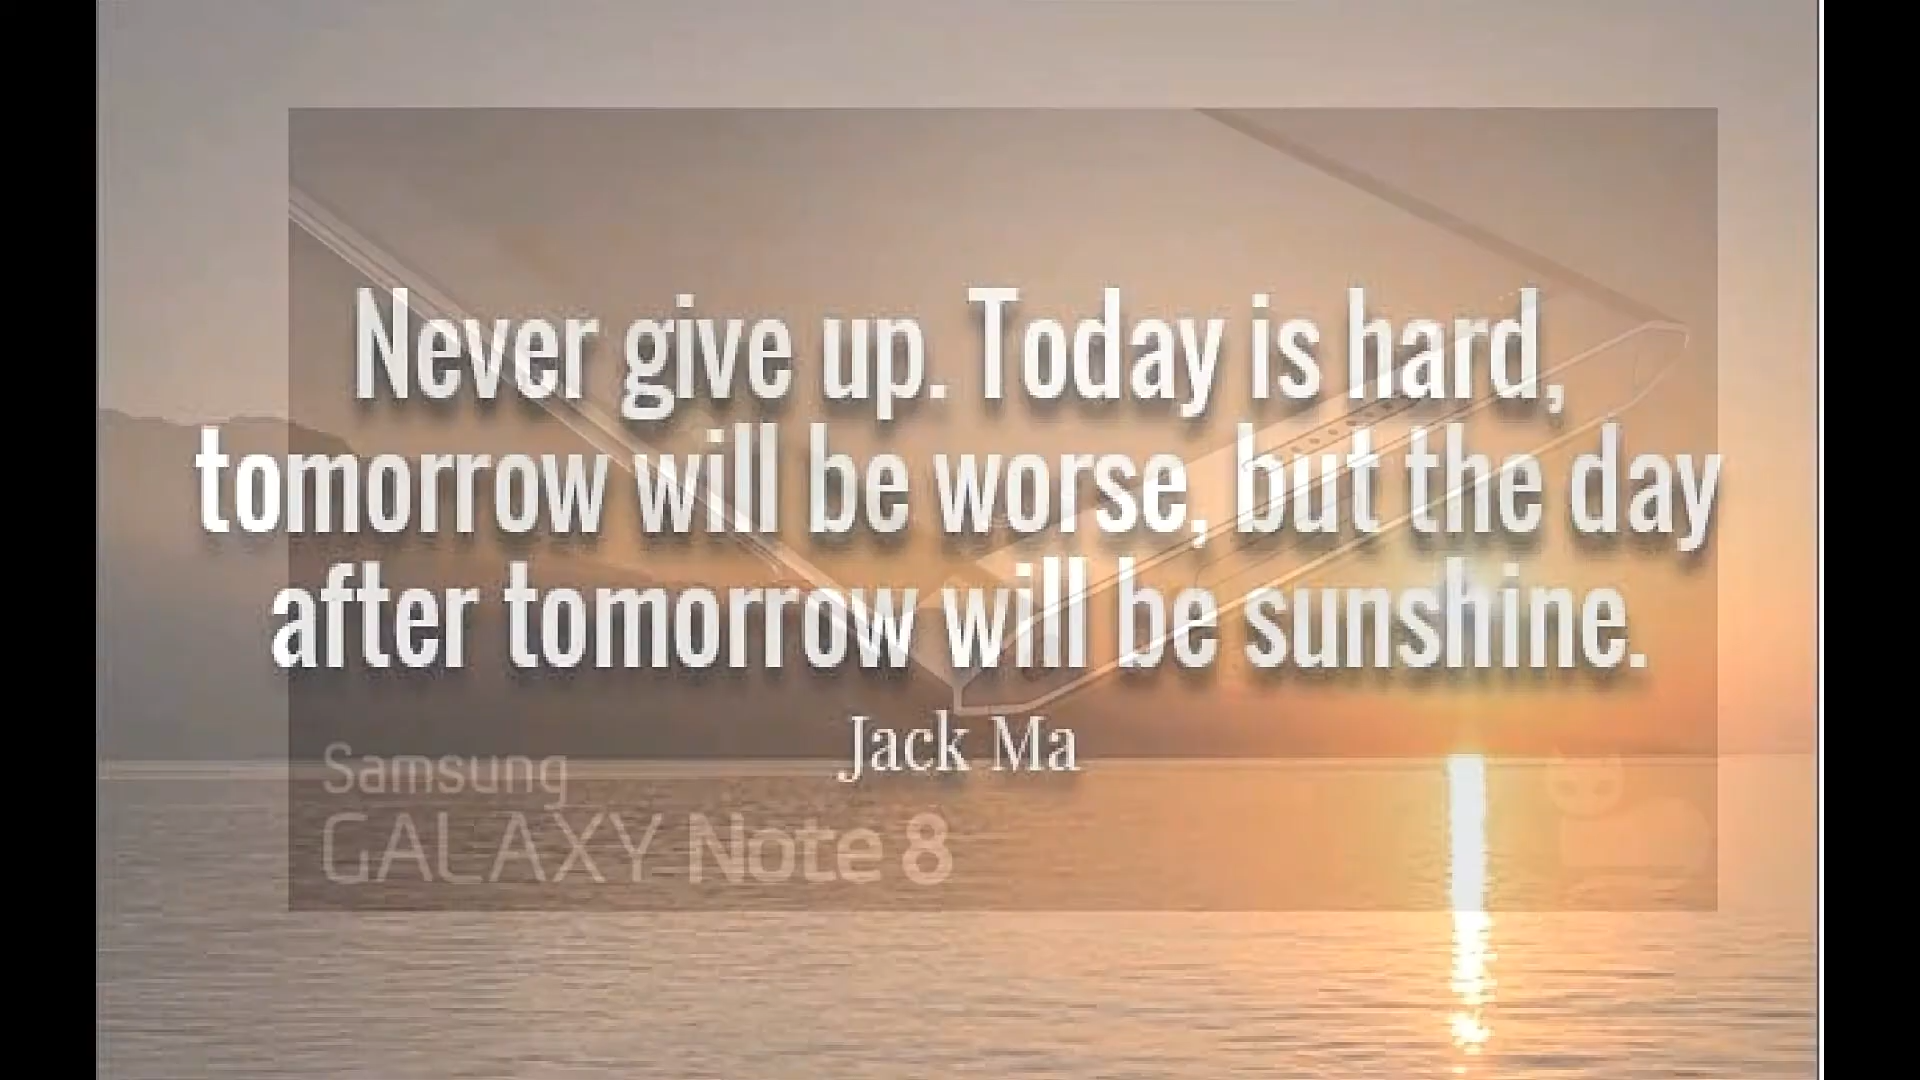 Never give up. Today is hard,
tomorrow will be worse, but the day
after tomorrow will be sunshine.
Jack Ma
Samsung
GALAXY Note 8